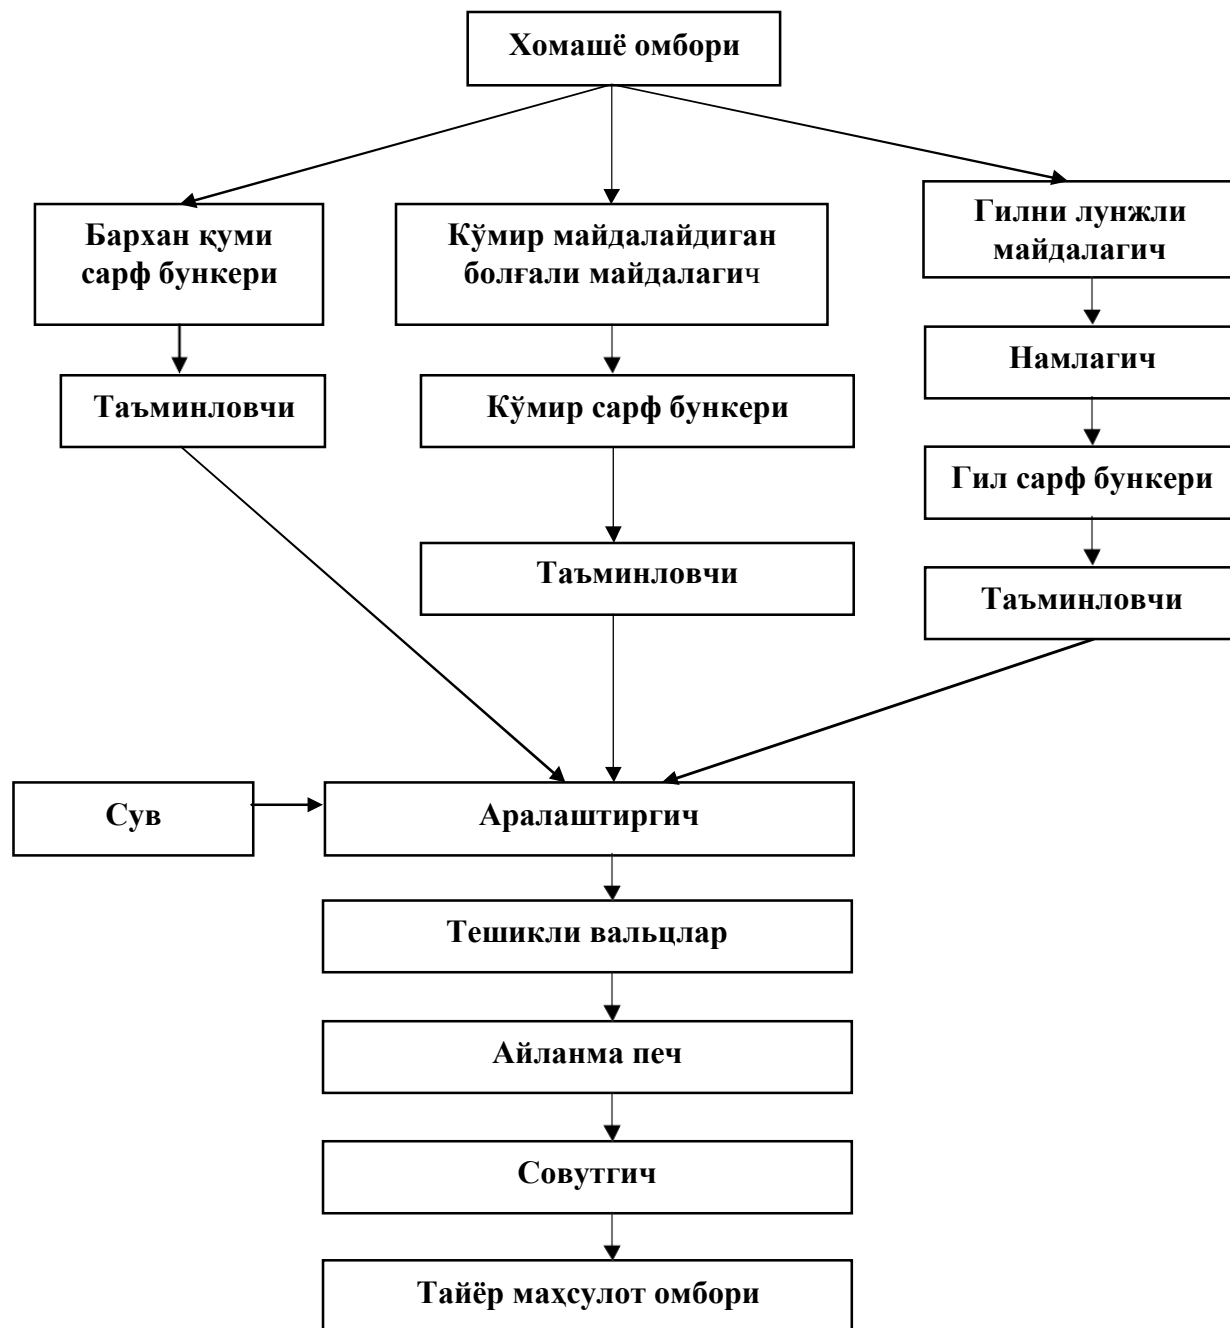 Хомашё омбори
Бархан қуми
сарф бункери
Кўмир майдалайдиган
болғали майдалагич
Гилни лунжли
майдалагич
Намлагич
Таъминловчи
Кўмир сарф бункери
Гил сарф бункери
Таъминловчи
Таъминловчи
Сув
Аралаштиргич
Тешикли вальцлар
Айланма печ
Совутгич
Тайёр маҳсулот омбори